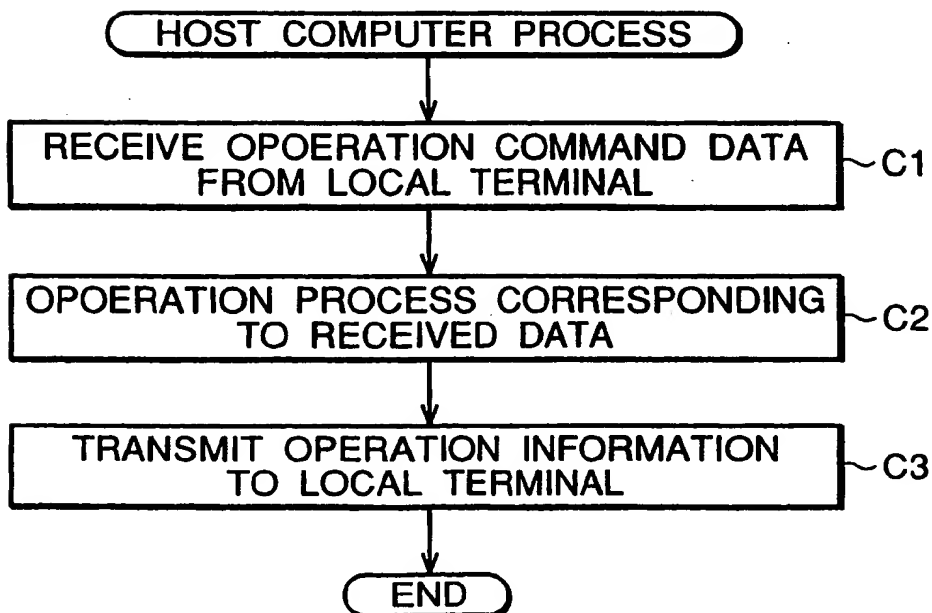 HOST COMPUTER PROCESS
RECEIVE OPOERATION COMMAND DATA
FROM LOCAL TERMINAL
C1
OPOERATION PROCESS CORRESPONDING
TO RECEIVED DATA
C2
TRANSMIT OPERATION INFORMATION
TO LOCAL TERMINAL
C3
END